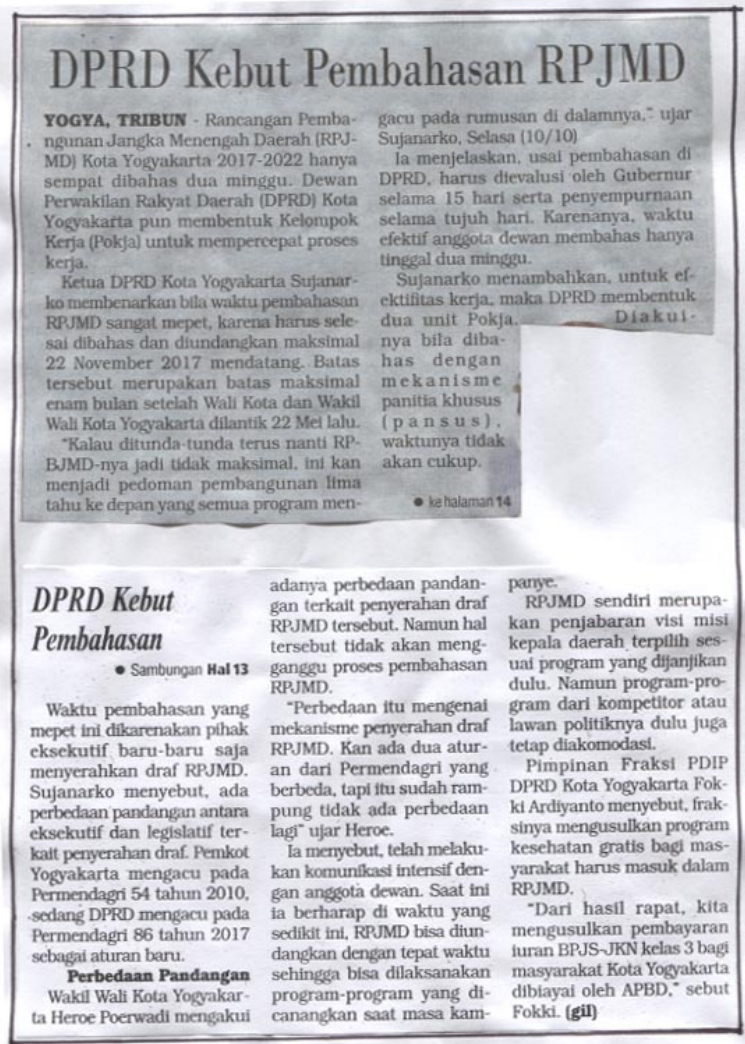 DPRD Kebut Pembahasan RPJMD
YOGYA, TRIBUN - Rancangan Pemba-
ngunan Jangka Menengah Daerah (RPJ-
MD) Kota Yogyakarta 2017-2022 hanya
sempat dibahas dua minggu. Dewan
Perwakilan Rakyat Daerah (DPRD) Kota
Yogyakarta pun membentuk Kelompok
Kerja (Pokja) untuk mempercepat proses
kerja.
Ketua DPRD Kota Yogyakarta Sujanar-
ko membenarkan bila waktu pembahasan
RPJMD sangat mepet, karena harus sele-
sai dibahas dan diundangkan maksimal
22 November 2017 mendatang. Batas
tersebut merupakan batas maksimal
enam bulan setelah Wali Kota dan Wakil
Wali Kota Yogyakarta dilantik 22 Mei lalu.
"Kalau ditunda-tunda terus nanti RP-
BJMD-nya jadi tidak maksimal, ini kan
menjadi pedoman pembangunan lima
tahu ke depan yang semua program men-
gacu pada rumusan di dalamnya," ujar
Sujanarko, Selasa (10/10)
Ia menjelaskan, usai pembahasan di
DPRD, harus dievalusi oleh Gubernur
selama 15 hari serta penyempurnaan
selama tujuh hari. Karenanya, waktu
efektif anggota dewan membahas hanya
tinggal dua minggu.
Sujanarko menambahkan, untuk ef-
ektifitas kerja, maka DPRD membentuk
dua unit Pokja. Diakui-
nya bila diba-
has dengan
mekanisme
panitia khusus
(pansus),
waktunya tidak
akan cukup.
● ke halaman 14
DPRD Kebut
Pembahasan
● Sambungan Hal 13
Waktu pembahasan yang
mepet ini dikarenakan pihak
eksekutif baru-baru saja
menyerahkan draf RPJMD.
Sujanarko menyebut, ada
perbedaan pandangan antara
eksekutif dan legislatif ter-
kait penyerahan draf. Pemkot
Yogyakarta mengacu pada
Permendagri 54 tahun 2010,
sedang DPRD mengacu pada
Permendagri 86 tahun 2017
sebagai aturan baru.
Perbedaan Pandangan
Wakil Wali Kota Yogyakar-
ta Heroe Poerwadi mengakui
adanya perbedaan pandan-
gan terkait penyerahan draf
RPJMD tersebut. Namun hal
tersebut tidak akan meng-
ganggu proses pembahasan
RPJMD.
"Perbedaan itu mengenai
mekanisme penyerahan draf
RPJMD. Kan ada dua atur-
an dari Permendagri yang
berbeda, tapi itu sudah ram-
pung tidak ada perbedaan
lagi" ujar Heroe.
Ia menyebut, telah melaku-
kan komunikasi intensif den-
gan anggota dewan. Saat ini
ia berharap di waktu yang
sedikit ini, RPJMD bisa diun-
dangkan dengan tepat waktu
sehingga bisa dilaksanakan
program-program yang di-
canangkan saat masa kam-
panye.
RPJMD sendiri merupa-
kan penjabaran visi misi
kepala daerah terpilih ses-
uai program yang dijanjikan
dulu. Namun program-pro-
gram dari kompetitor atau
lawan politiknya dulu juga
tetap diakomodasi.
Pimpinan Fraksi PDIP
DPRD Kota Yogyakarta Fok-
ki Ardiyanto menyebut, frak-
sinya mengusulkan program
kesehatan gratis bagi mas-
yarakat harus masuk dalam
RPJMD.
"Dari hasil rapat, kita
mengusulkan pembayaran
iuran BPJS-JKN kelas 3 bagi
masyarakat Kota Yogyakarta
dibiayai oleh APBD," sebut
Fokki. (gil)